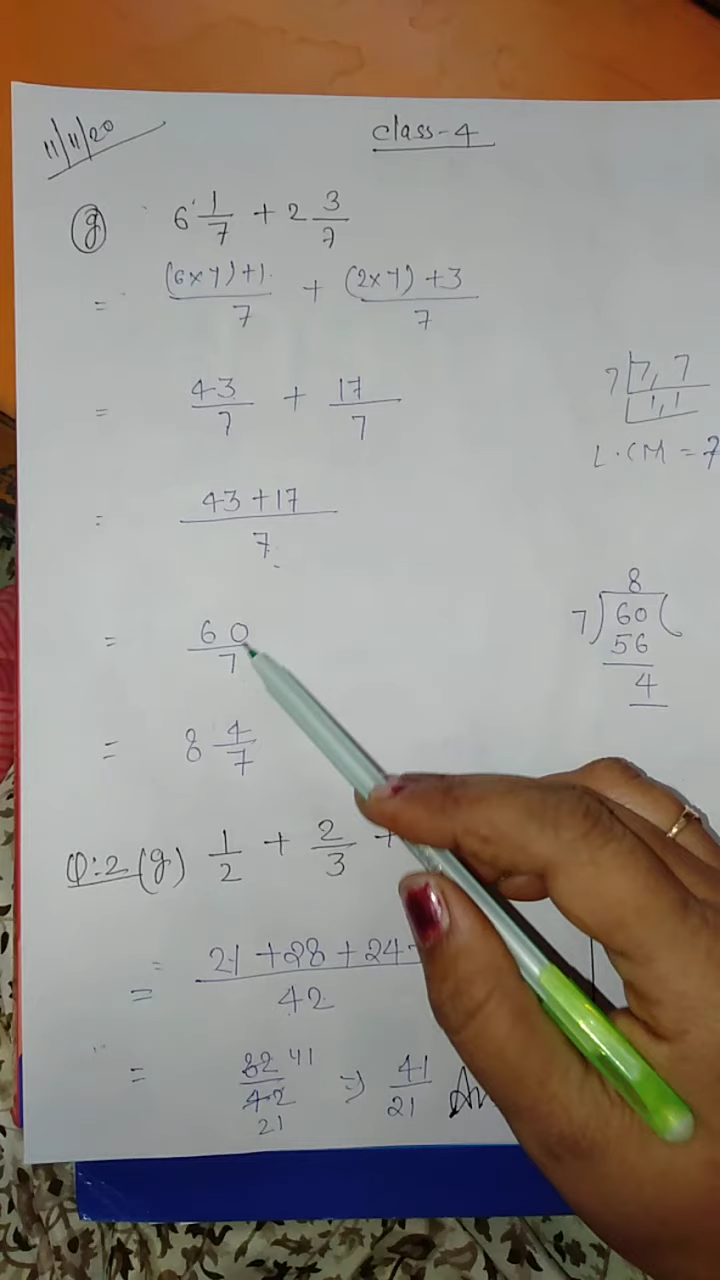 11/11/20
class-4
(g) 6 1/7 + 2 3/7
= (6×7)+1/7 + (2×7)+3/7
= 43/7 + 17/7
7 | 7, 7
1, 1
L.CM = 7
= 43+17/7
= 60/7
8
7) 60 (
56
4
= 8 4/7
Q:2 (g) 1/2 + 2/3 +
= 21 + 28 + 24 - / 42
= 82/42 41/21 => 41/21